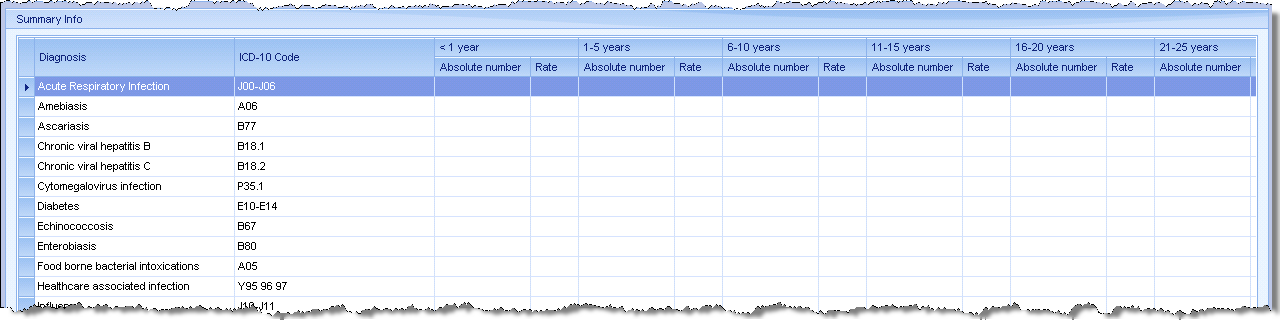 Summary Info
Diagnosis ICD-10 Code < 1 year 1-5 years 6-10 years 11-15 years 16-20 years 21-25 years
Absolute number Rate Absolute number Rate Absolute number Rate Absolute number Rate Absolute number Rate Absolute number
Acute Respiratory Infection J00-J06
Amebiasis A06
Ascariasis B77
Chronic viral hepatitis B B18.1
Chronic viral hepatitis C B18.2
Cytomegalovirus infection P35.1
Diabetes E10-E14
Echinococcosis B67
Enterobiasis B80
Food borne bacterial intoxications A05
Healthcare associated infection Y95 96 97